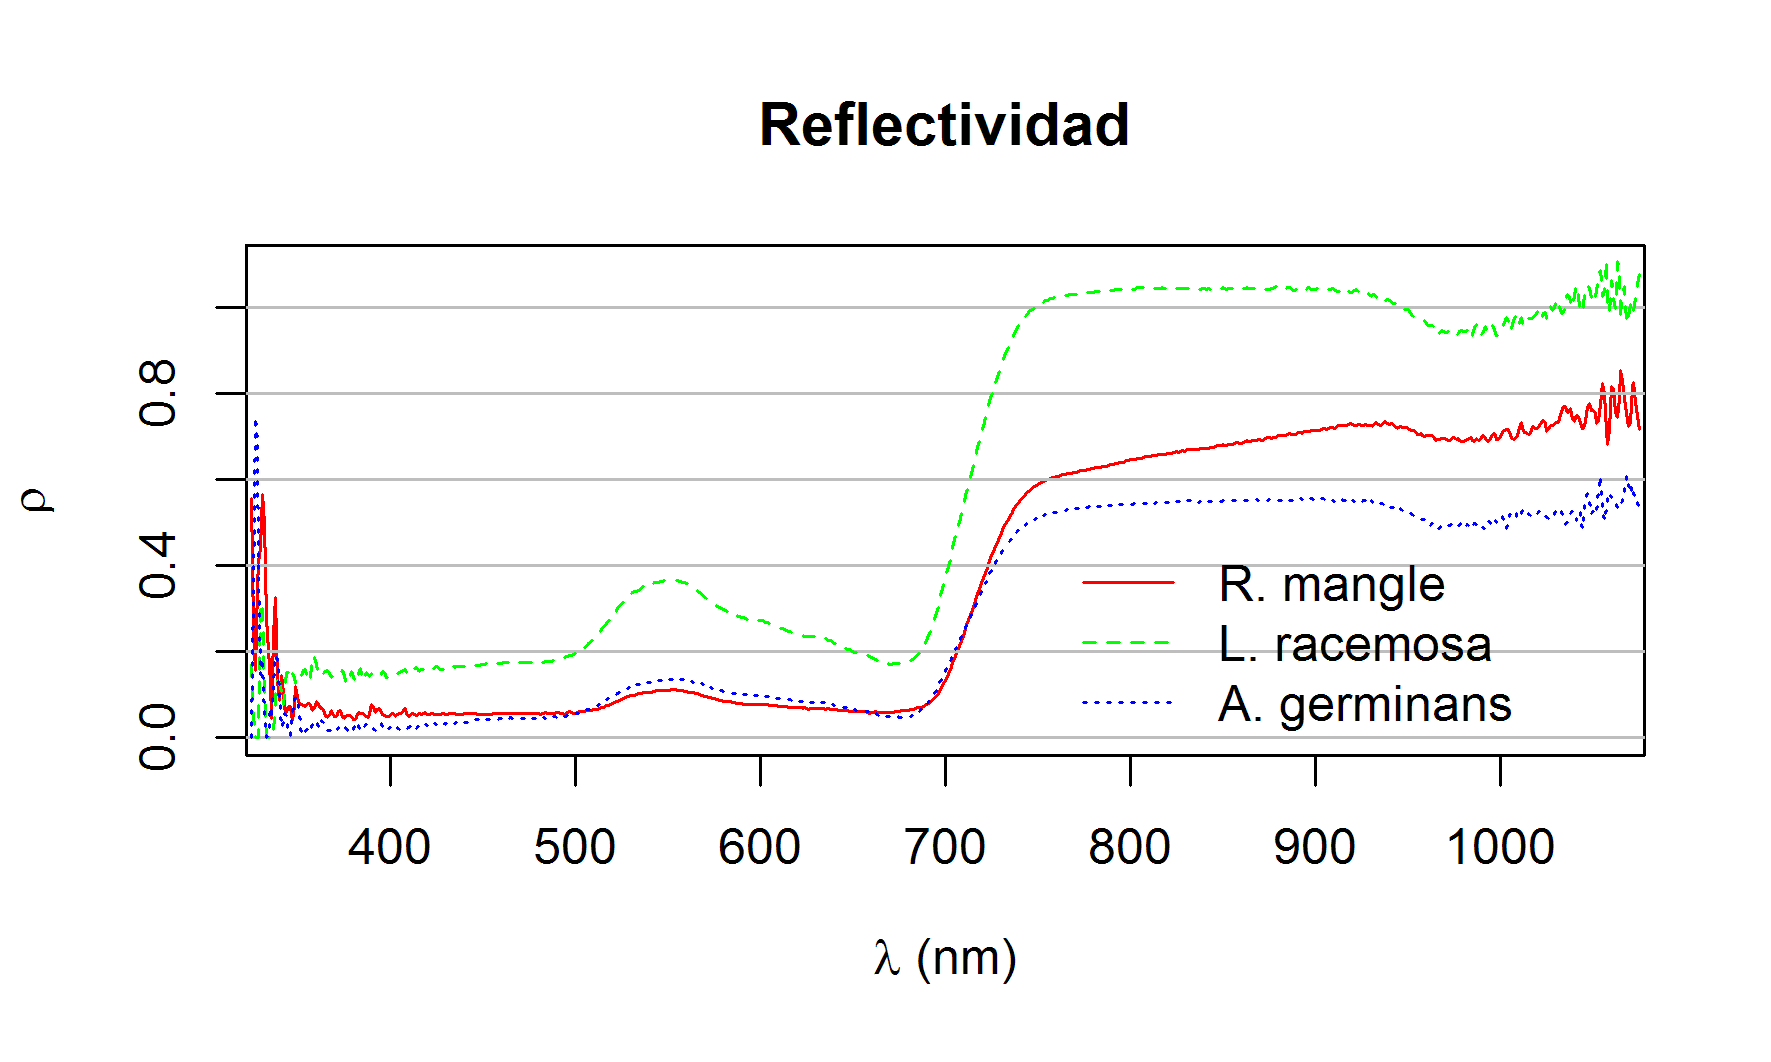 Reflectividad
ρ
0.8
0.4
0.0
R. mangle
L. racemosa
A. germinans
400 500 600 700 800 900 1000
λ (nm)